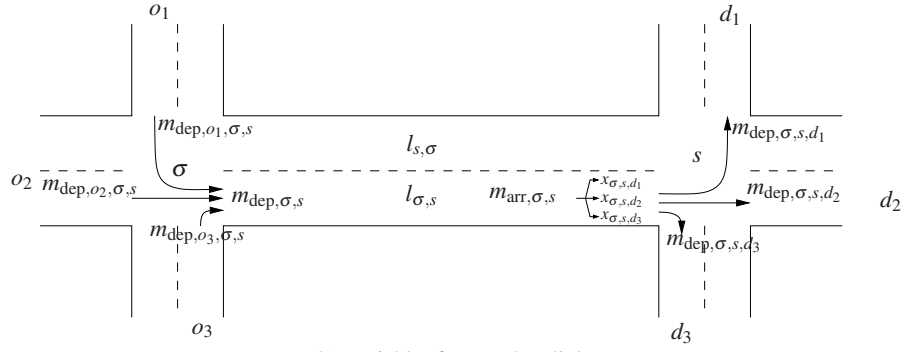 o₁ d₁
m_dep,o₁,σ,s m_dep,σ,s,d₁
l_s,σ s
σ
o₂ m_dep,o₂,σ,s m_dep,σ,s l_σ,s m_arr,σ,s x_σ,s,d₁ m_dep,σ,s,d₂ d₂
x_σ,s,d₂
x_σ,s,d₃
m_dep,o₃,σ,s m_dep,σ,s,d₃
o₃ d₃